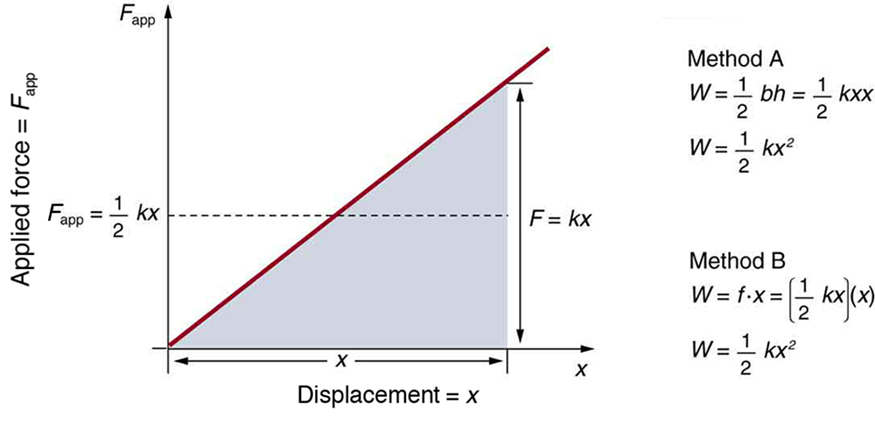 F_app
Applied force = F_app
F_app = 1/2 kx
F = kx
x
x
Displacement = x
Method A
W = 1/2 bh = 1/2 kxx
W = 1/2 kx²
Method B
W = f·x = (1/2 kx)(x)
W = 1/2 kx²